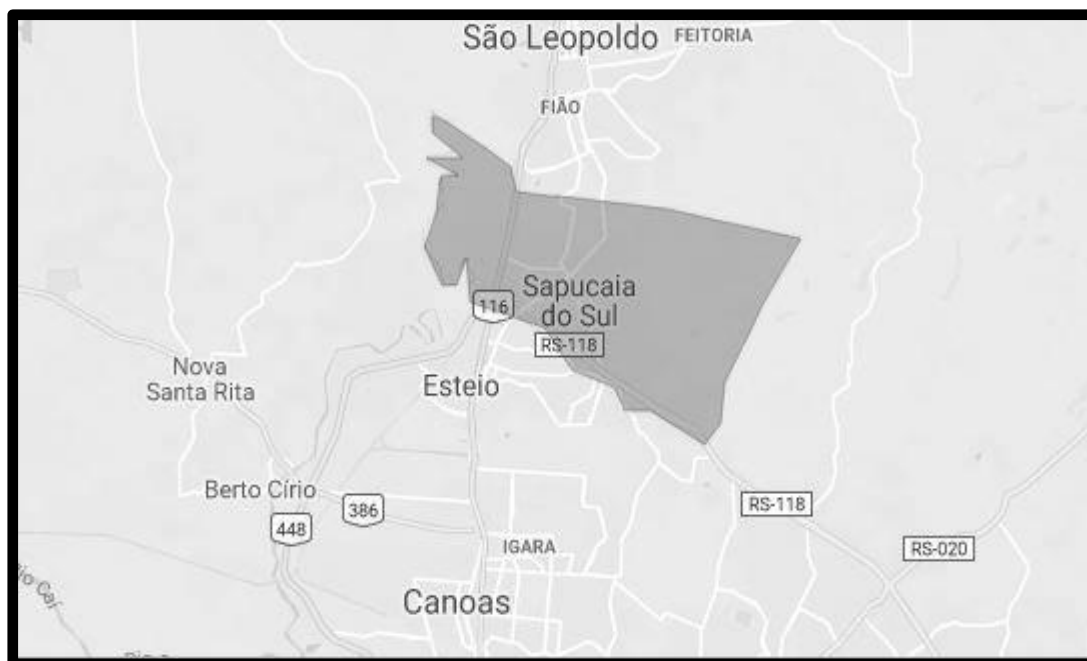 São Leopoldo
FEITORIA
FIÃO
116
Sapucaia
do Sul
RS-118
Nova
Santa Rita
Esteio
Berto Círio
386
448
RS-118
IGARA
RS-020
Canoas